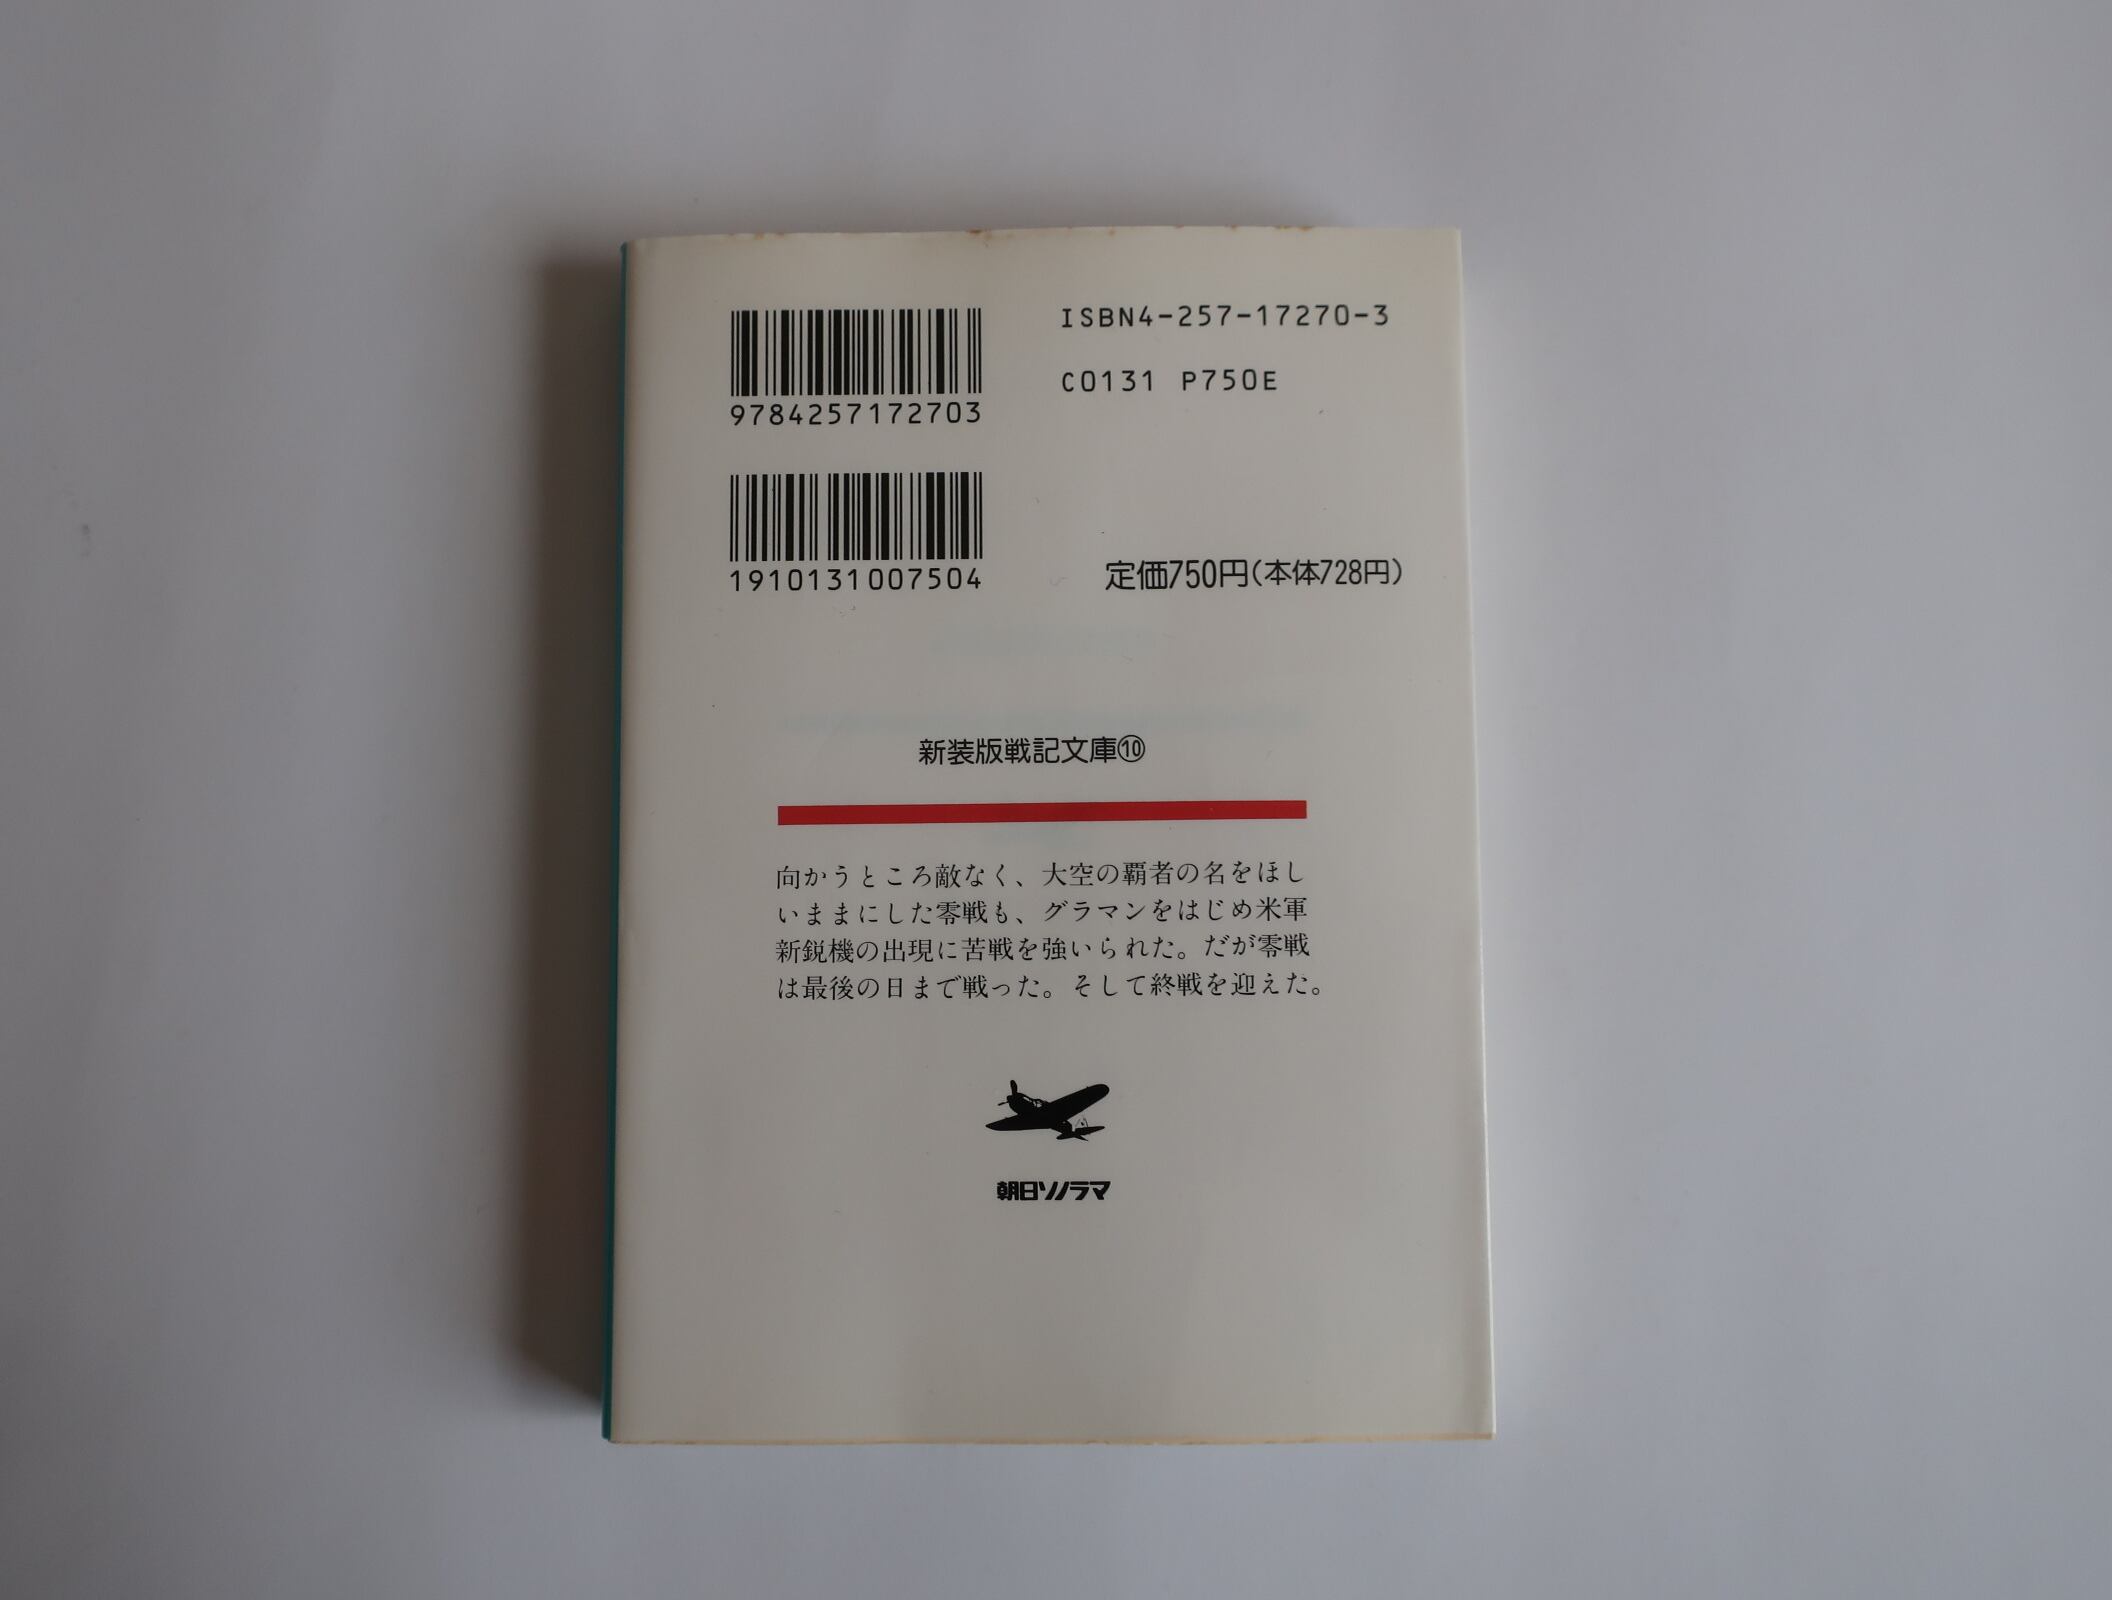 ISBN4-257-17270-3
C0131 P750E
9784257172703
1910131007504
定価750円(本体728円)
新装版戦記文庫⑩
向かうところ敵なく、大空の覇者の名をほし
いままにした零戦も、グラマンをはじめ米軍
新鋭機の出現に苦戦を強いられた。だが零戦
は最後の日まで戦った。そして終戦を迎えた。
朝日ソノラマ